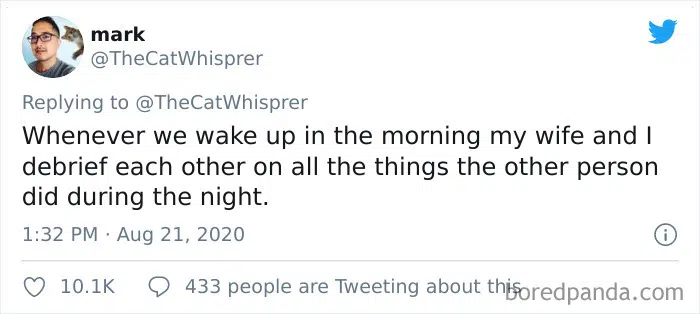 mark
@TheCatWhisprer
Replying to @TheCatWhisprer
Whenever we wake up in the morning my wife and I
debrief each other on all the things the other person
did during the night.
1:32 PM · Aug 21, 2020
10.1K 433 people are Tweeting about this
boredpanda.com